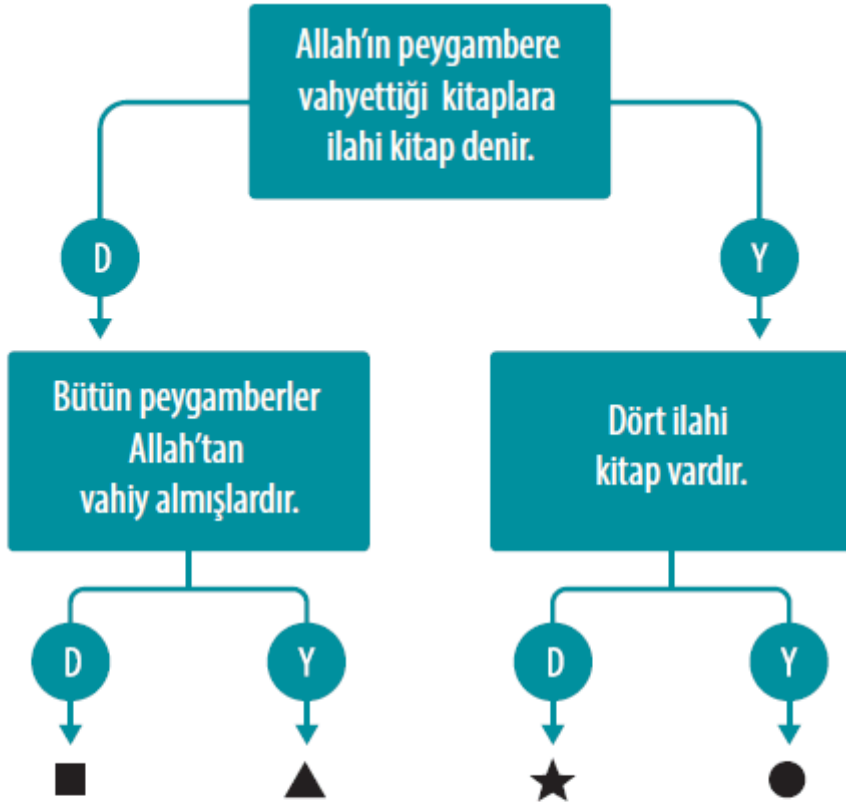 Allah’ın peygambere
vahyettiği kitaplara
ilahi kitap denir.
D
Y
Bütün peygamberler
Allah’tan
vahiy almışlardır.
Dört ilahi
kitap vardır.
D
Y
D
Y